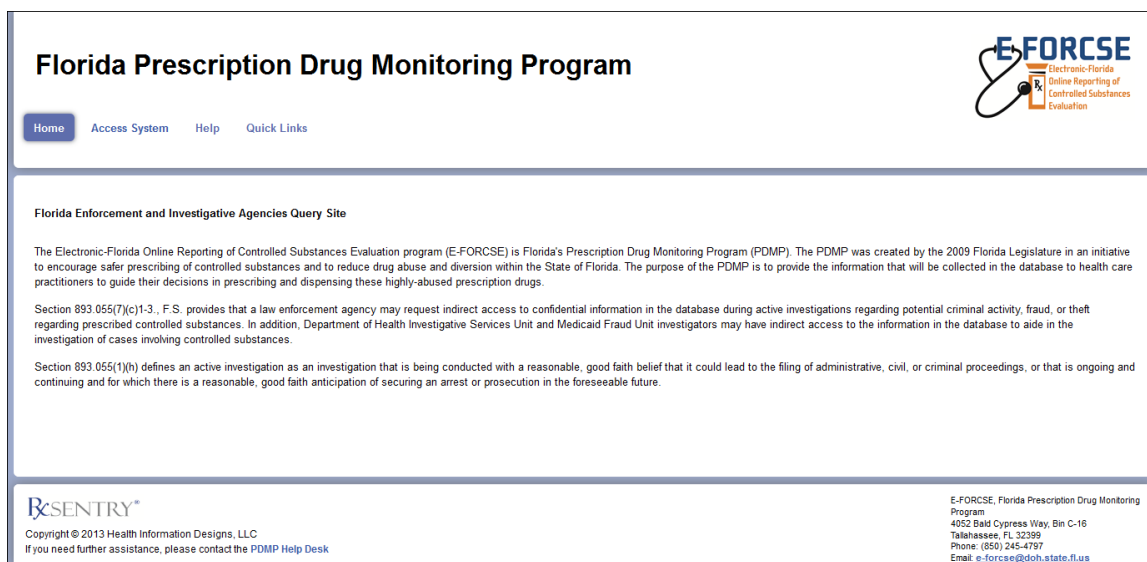 Florida Prescription Drug Monitoring Program
E-FORCSE
Electronic-Florida
Online Reporting of
Controlled Substances
Evaluation
Rx
Home Access System Help Quick Links
Florida Enforcement and Investigative Agencies Query Site
The Electronic-Florida Online Reporting of Controlled Substances Evaluation program (E-FORCSE) is Florida's Prescription Drug Monitoring Program (PDMP). The PDMP was created by the 2009 Florida Legislature in an initiative
to encourage safer prescribing of controlled substances and to reduce drug abuse and diversion within the State of Florida. The purpose of the PDMP is to provide the information that will be collected in the database to health care
practitioners to guide their decisions in prescribing and dispensing these highly-abused prescription drugs.
Section 893.055(7)(c)1-3., F.S. provides that a law enforcement agency may request indirect access to confidential information in the database during active investigations regarding potential criminal activity, fraud, or theft
regarding prescribed controlled substances. In addition, Department of Health Investigative Services Unit and Medicaid Fraud Unit investigators may have indirect access to the information in the database to aide in the
investigation of cases involving controlled substances.
Section 893.055(1)(h) defines an active investigation as an investigation that is being conducted with a reasonable, good faith belief that it could lead to the filing of administrative, civil, or criminal proceedings, or that is ongoing and
continuing and for which there is a reasonable, good faith anticipation of securing an arrest or prosecution in the foreseeable future.
RxSENTRY®
Copyright © 2013 Health Information Designs, LLC
If you need further assistance, please contact the PDMP Help Desk
E-FORCSE, Florida Prescription Drug Monitoring
Program
4052 Bald Cypress Way, Bin C-16
Tallahassee, FL 32399
Phone: (850) 245-4797
Email: e-forcse@doh.state.fl.us